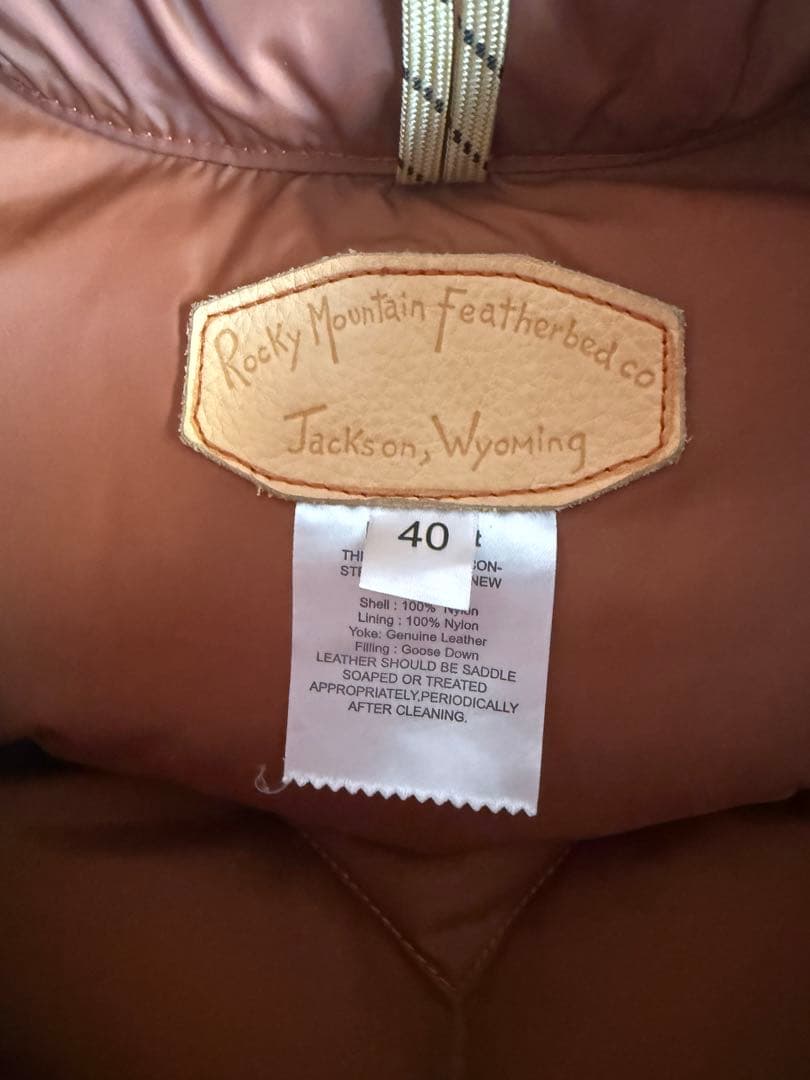 Rocky Mountain Featherbed co
Jackson, Wyoming
40
Shell : 100% Nylon
Lining : 100% Nylon
Yoke: Genuine Leather
Filling : Goose Down
LEATHER SHOULD BE SADDLE
SOAPED OR TREATED
APPROPRIATELY,PERIODICALLY
AFTER CLEANING.